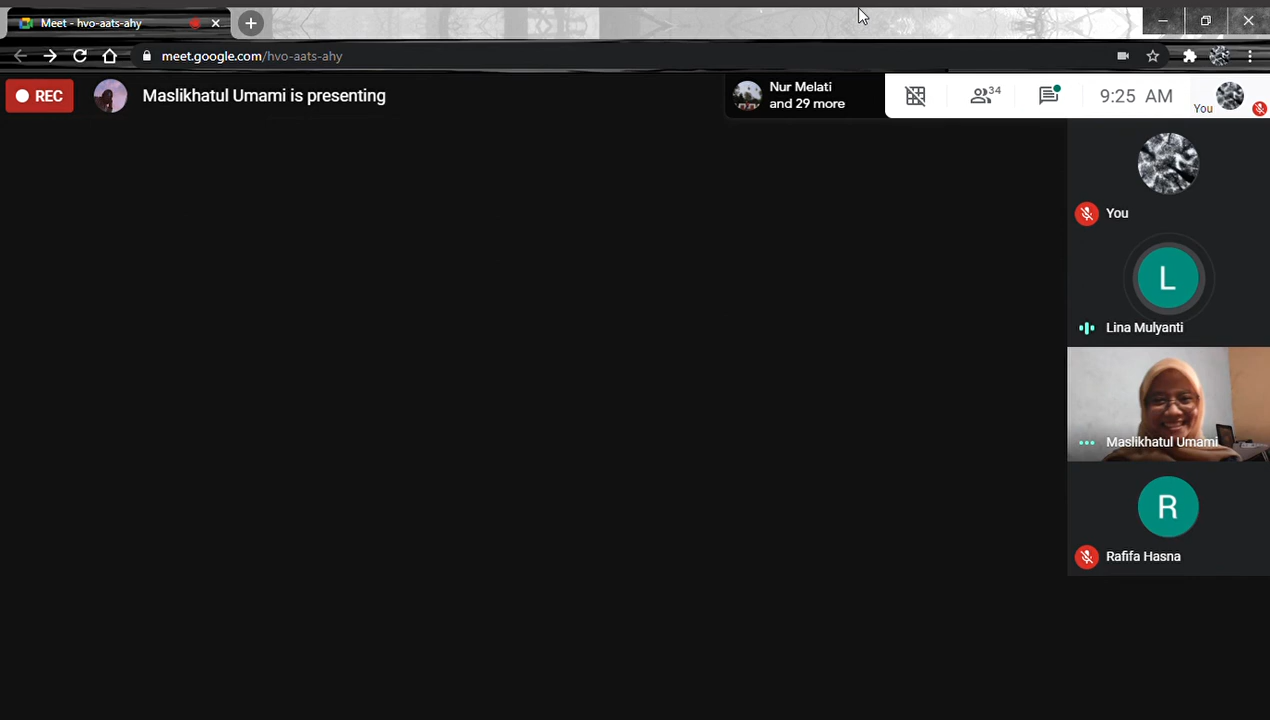 Meet - hvo-aats-ahy
meet.google.com/hvo-aats-ahy
REC
Maslikhatul Umami is presenting
Nur Melati
and 29 more
34
9:25 AM
You
You
L
Lina Mulyanti
Maslikhatul Umami
R
Rafifa Hasna